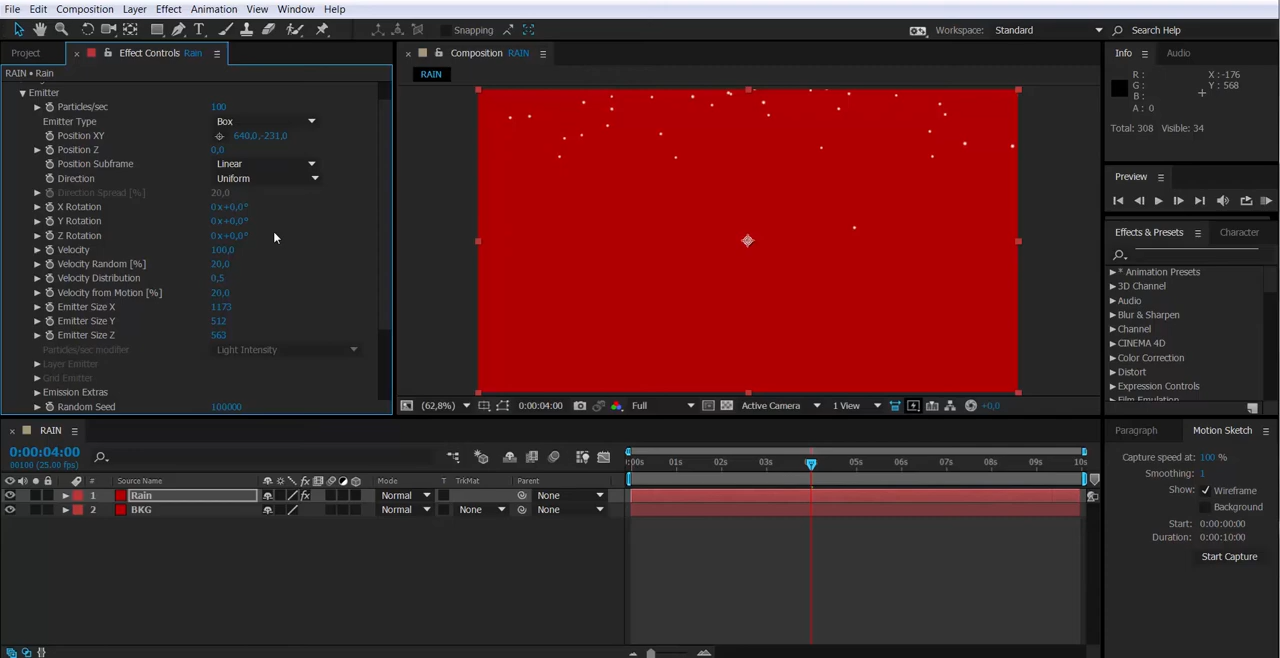 File Edit Composition Layer Effect Animation View Window Help
Snapping
Workspace: Standard Search Help
Project × Effect Controls Rain
RAIN • Rain
Emitter
Particles/sec 100
Emitter Type Box
Position XY 640,0,-231,0
Position Z 0,0
Position Subframe Linear
Direction Uniform
Direction Spread [%] 20,0
X Rotation 0x+0,0°
Y Rotation 0x+0,0°
Z Rotation 0x+0,0°
Velocity 100,0
Velocity Random [%] 20,0
Velocity Distribution 0,5
Velocity from Motion [%] 20,0
Emitter Size X 1173
Emitter Size Y 512
Emitter Size Z 563
Particles/sec modifier Light Intensity
Layer Emitter
Grid Emitter
Emission Extras
Random Seed 100000
× Composition RAIN
RAIN
(62,8%) 0:00:04:00 Full Active Camera 1 View +0,0
Info Audio
R : X : -176
G : Y : 568
B :
A : 0
Total: 308 Visible: 34
Preview
Effects & Presets Character
* Animation Presets
3D Channel
Audio
Blur & Sharpen
Channel
CINEMA 4D
Color Correction
Distort
Expression Controls
Film Emulation
× RAIN
0:00:04:00
00100 (25.00 fps)
:00s 01s 02s 03s 05s 06s 07s 08s 09s 10s
# Source Name fx Mode T TrkMat Parent
1 Rain fx Normal None
2 BKG Normal None None
Paragraph Motion Sketch
Capture speed at: 100 %
Smoothing: 1
Show: Wireframe
Background
Start: 0:00:00:00
Duration: 0:00:10:00
Start Capture